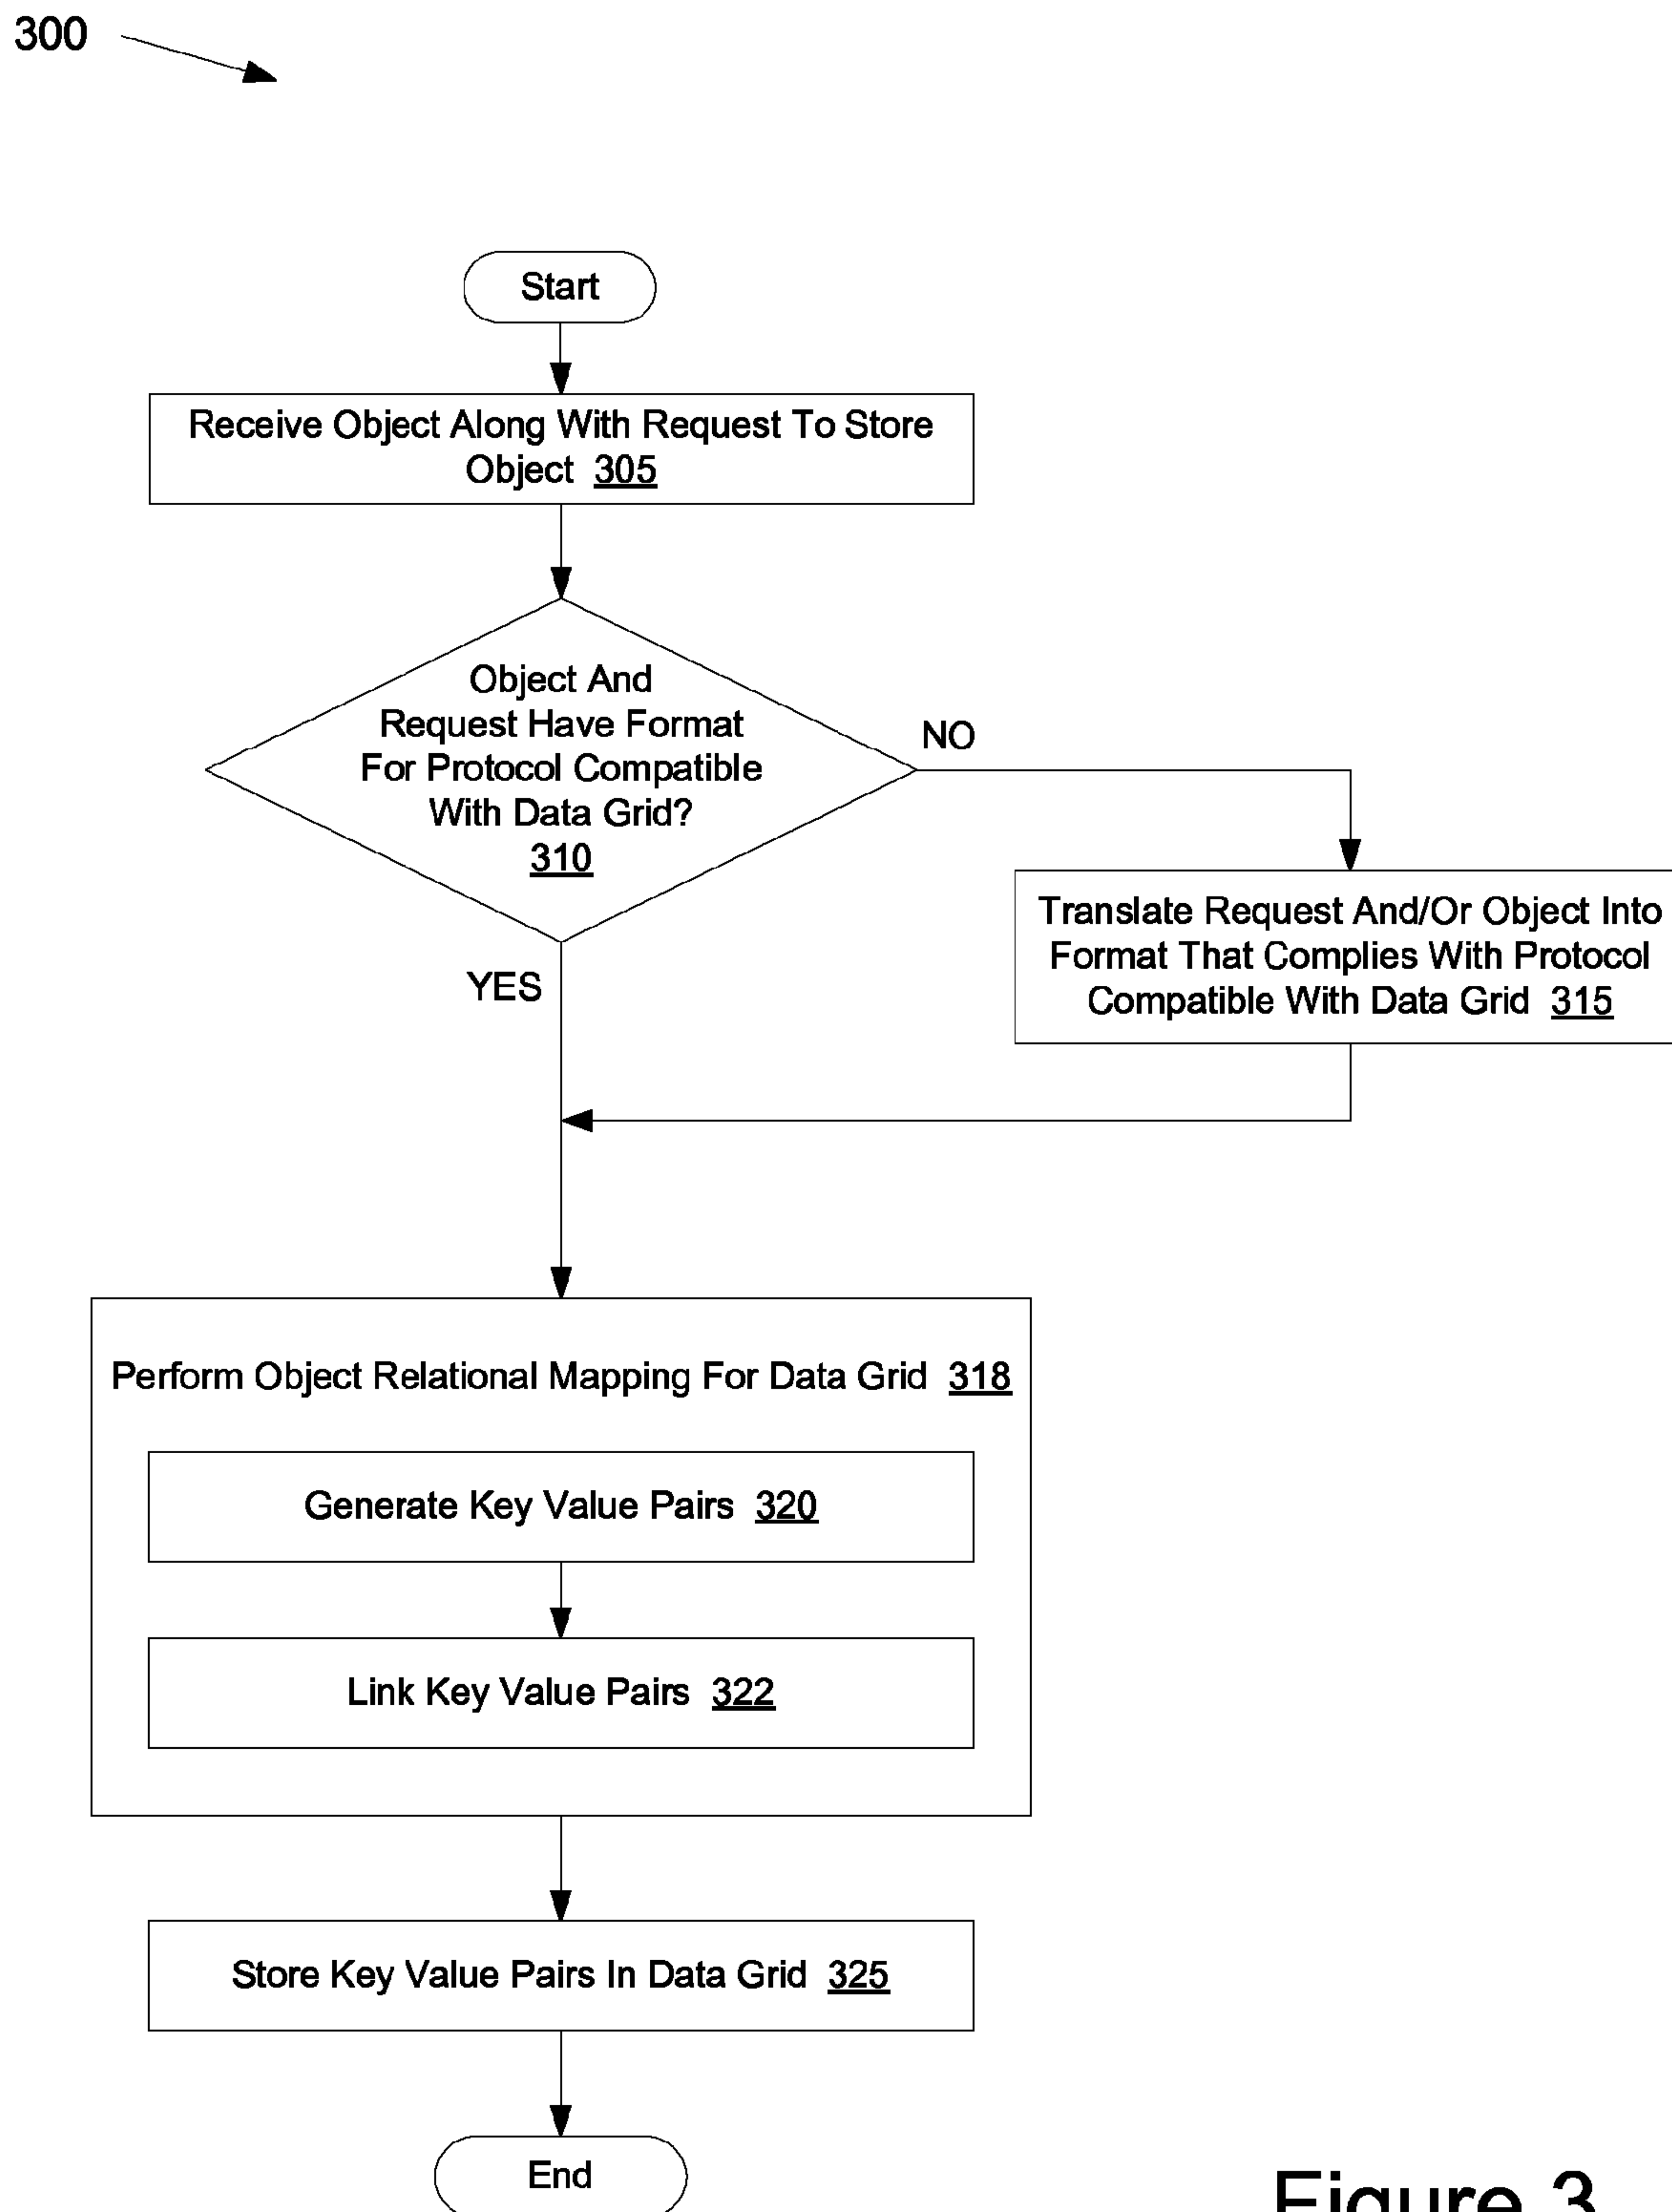 300
Start
Receive Object Along With Request To Store
Object 305
Object And
Request Have Format
For Protocol Compatible
With Data Grid?
310
NO
YES
Translate Request And/Or Object Into
Format That Complies With Protocol
Compatible With Data Grid 315
Perform Object Relational Mapping For Data Grid 318
Generate Key Value Pairs 320
Link Key Value Pairs 322
Store Key Value Pairs In Data Grid 325
End
Figure 3